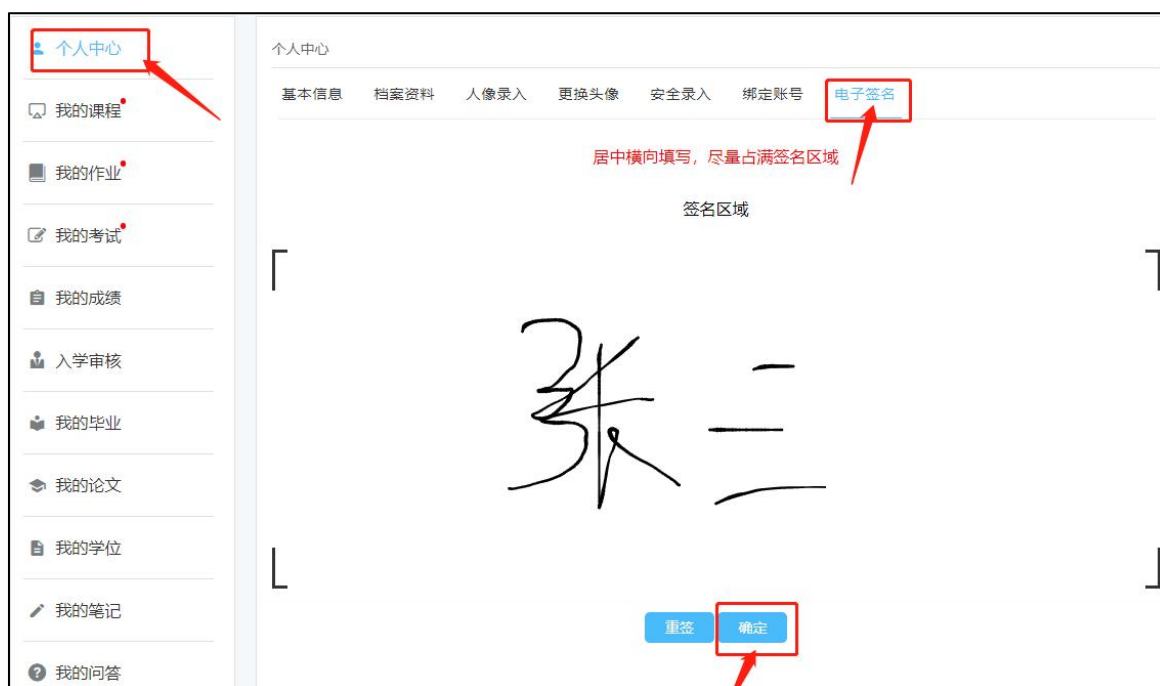 个人中心
我的课程
我的作业
我的考试
我的成绩
入学审核
我的毕业
我的论文
我的学位
我的笔记
我的问答
个人中心
基本信息 档案资料 人像录入 更换头像 安全录入 绑定账号 电子签名
居中横向填写，尽量占满签名区域
签名区域
张三
重签 确定